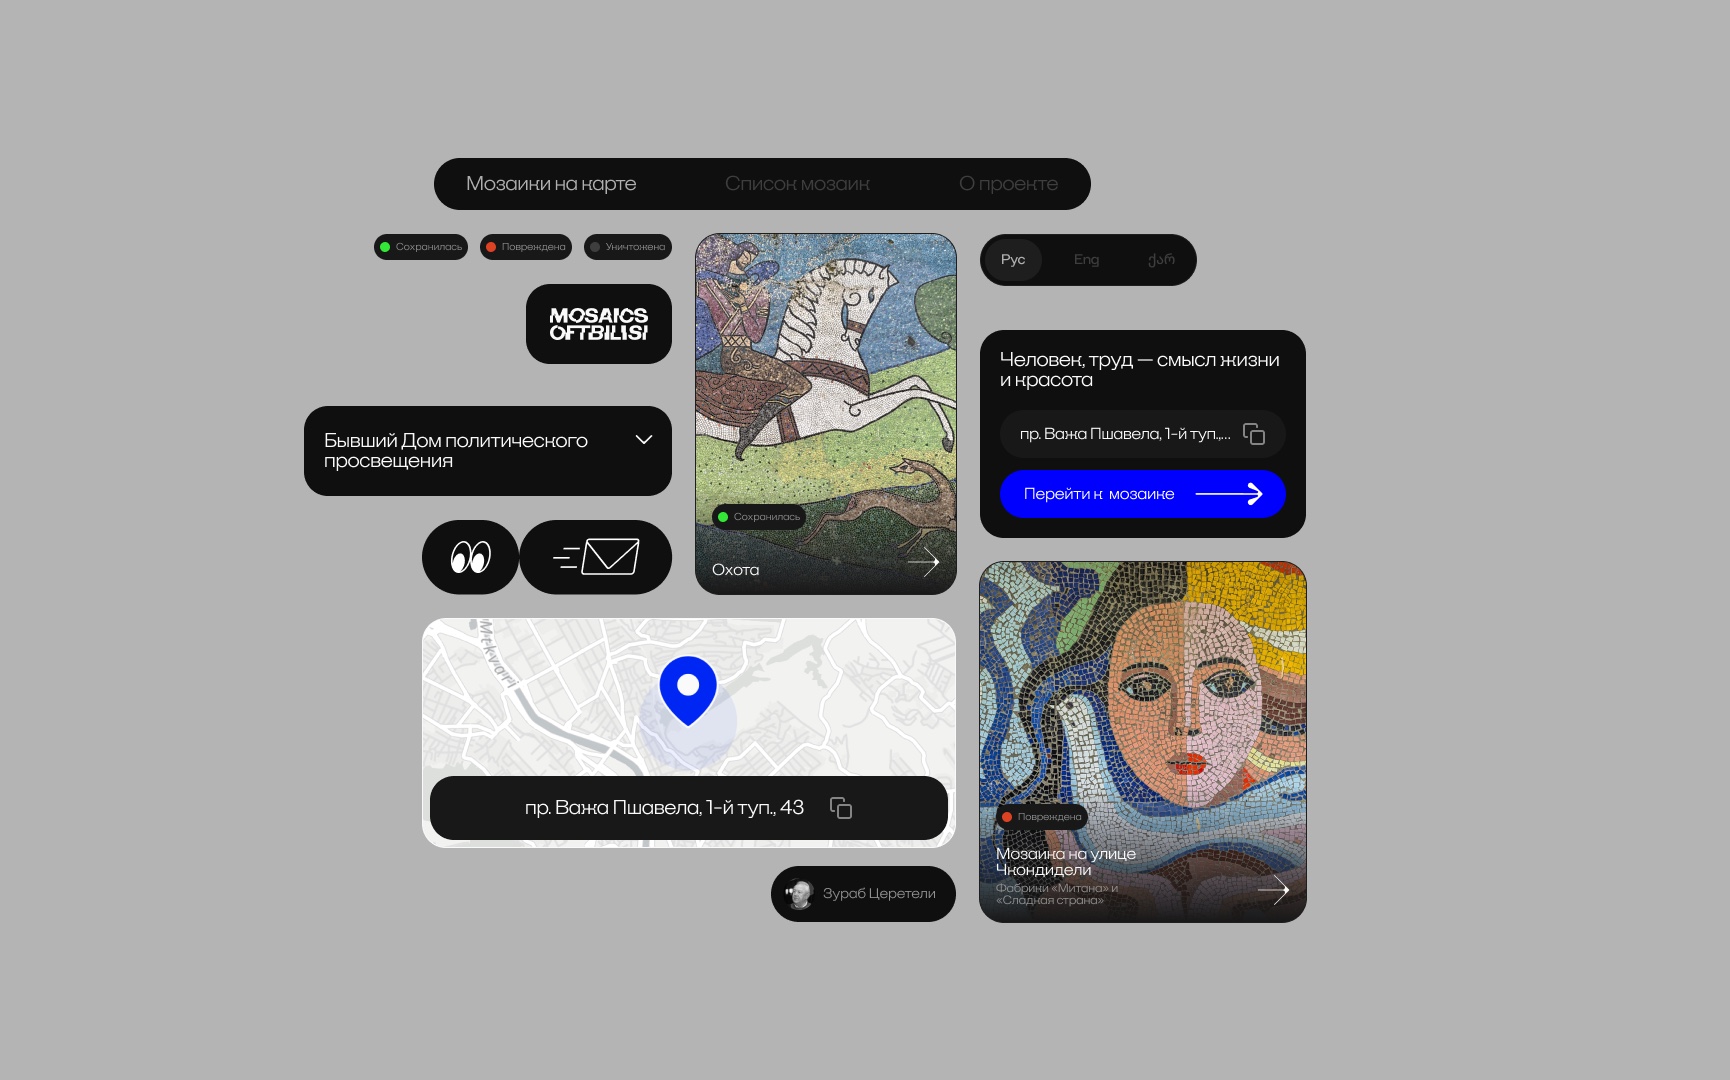 Мозаики на карте
Список мозаик
О проекте
Сохранилась
Повреждена
Уничтожена
Рус
Eng
ქარ
MOSAICS
OFTBILISI
Человек, труд — смысл жизни
и красота
пр. Важа Пшавела, 1-й туп.,...
Перейти к мозаике
Бывший Дом политического
просвещения
Сохранилась
Охота
Mtkvari
пр. Важа Пшавела, 1-й туп., 43
Зураб Церетели
Повреждена
Мозаика на улице
Чкондидели
Фабрики «Митана» и
«Сладкая страна»